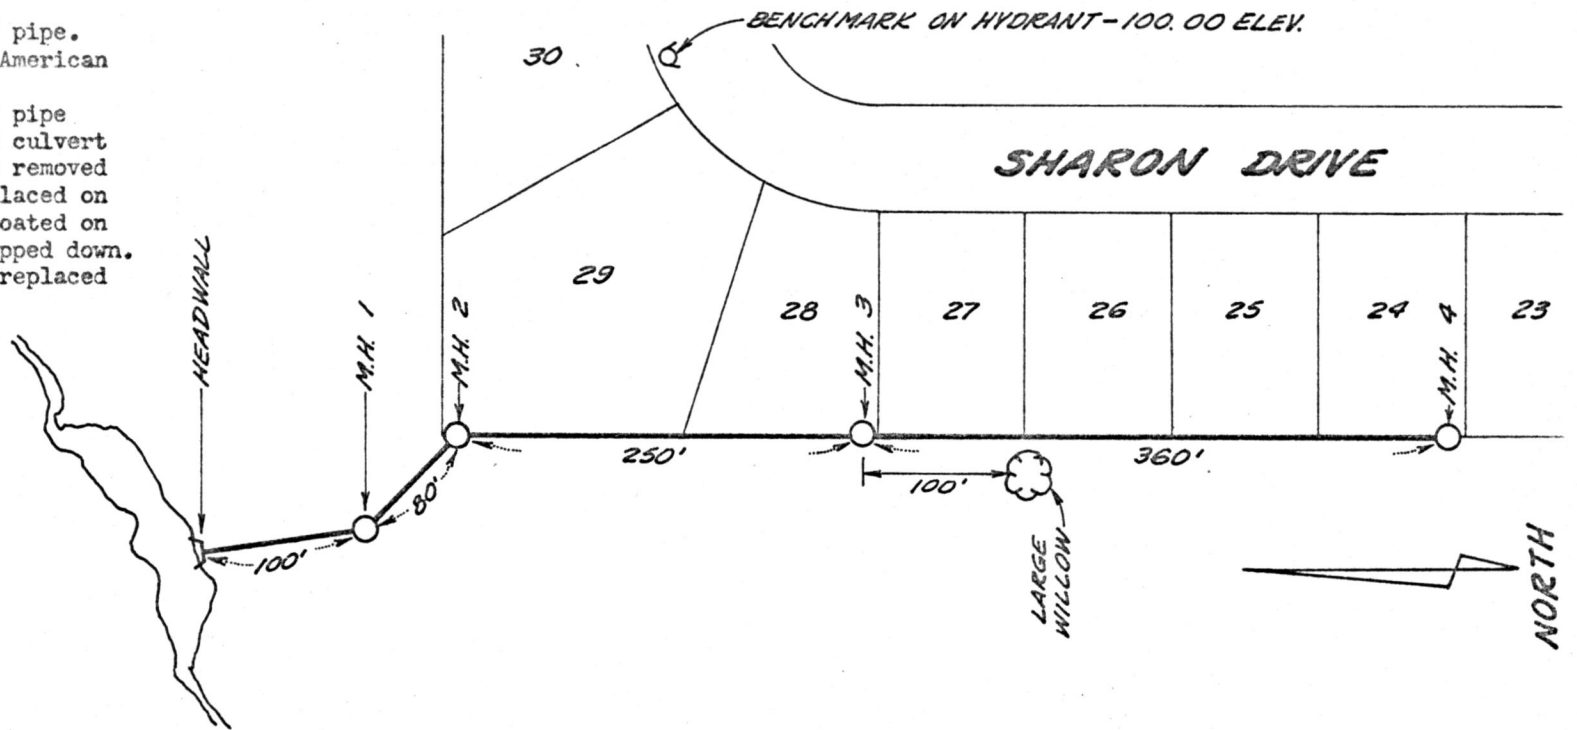 pipe.
American
pipe
culvert
removed
laced on
oated on
pped down.
replaced
BENCHMARK ON HYDRANT-100.00 ELEV.
30
SHARON DRIVE
29
28
27
26
25
24
23
HEADWALL
M.H. 1
M.H. 2
M.H. 3
M.H. 4
250'
360'
80'
100'
100'
LARGE
WILLOW
NORTH